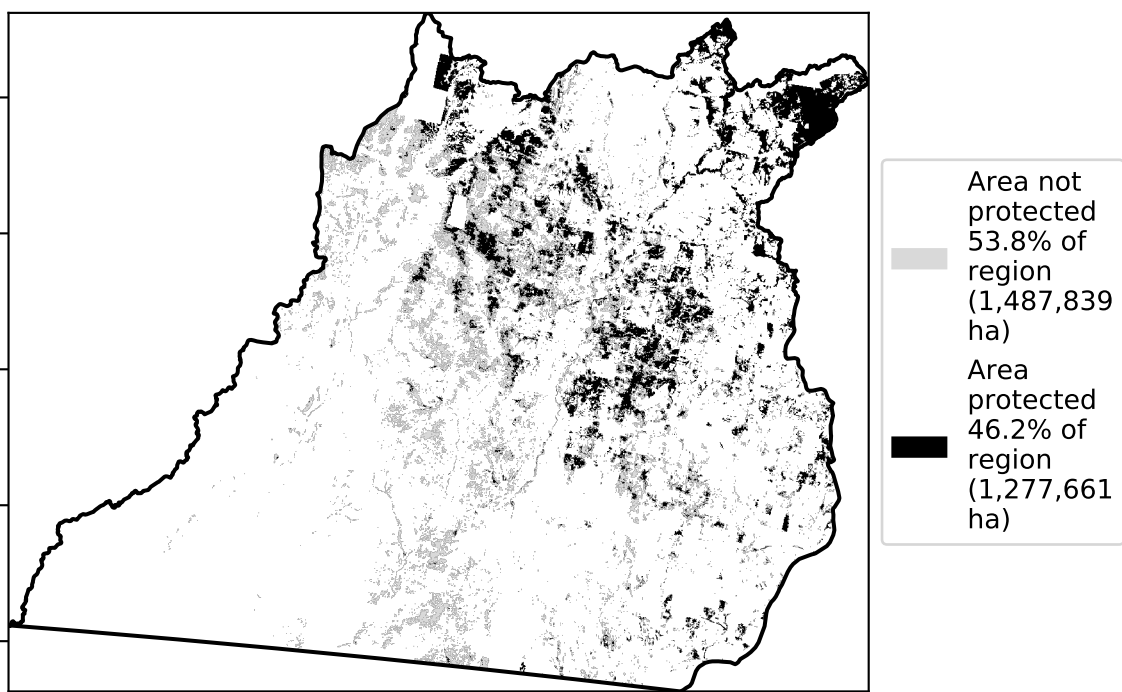 Area not
protected
53.8% of
region
(1,487,839
ha)
Area
protected
46.2% of
region
(1,277,661
ha)